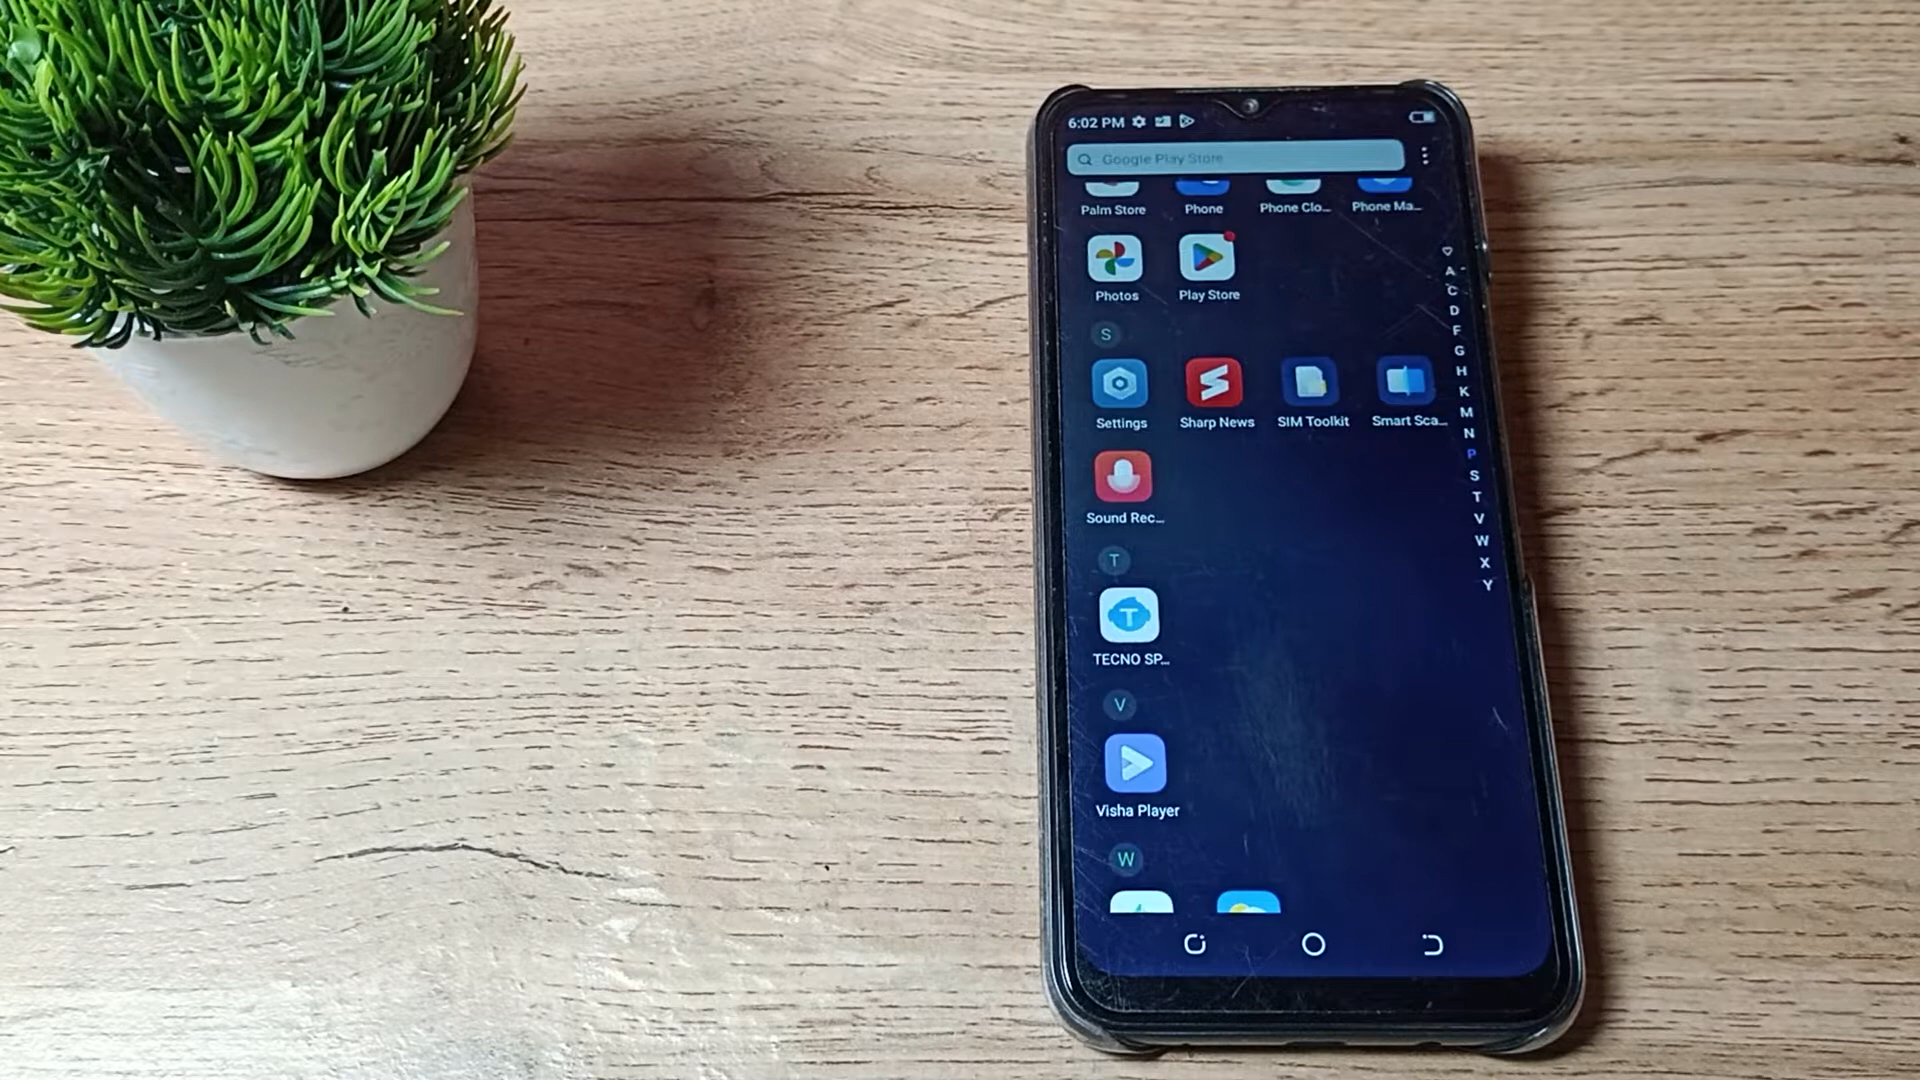 6:02 PM
Google Play Store
Palm Store Phone Phone Clo... Phone Ma...
Photos Play Store
S
Settings Sharp News SIM Toolkit Smart Sca...
Sound Rec...
T
T
TECNO SP...
V
Visha Player
W
A
C
D
F
G
H
K
M
N
P
S
T
V
W
X
Y